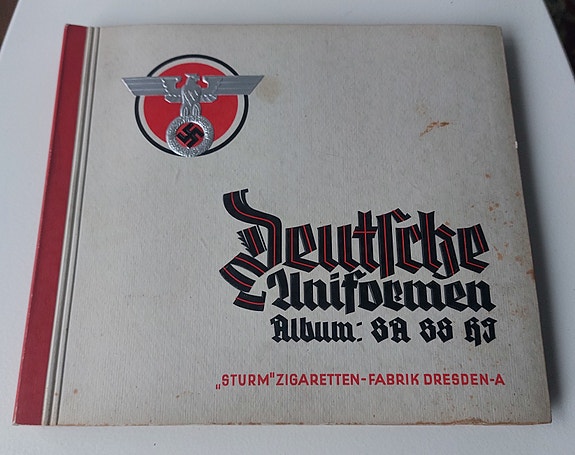 Deutsche
Uniformen
Album: SA SS HJ
„STURM" ZIGARETTEN-FABRIK DRESDEN-A